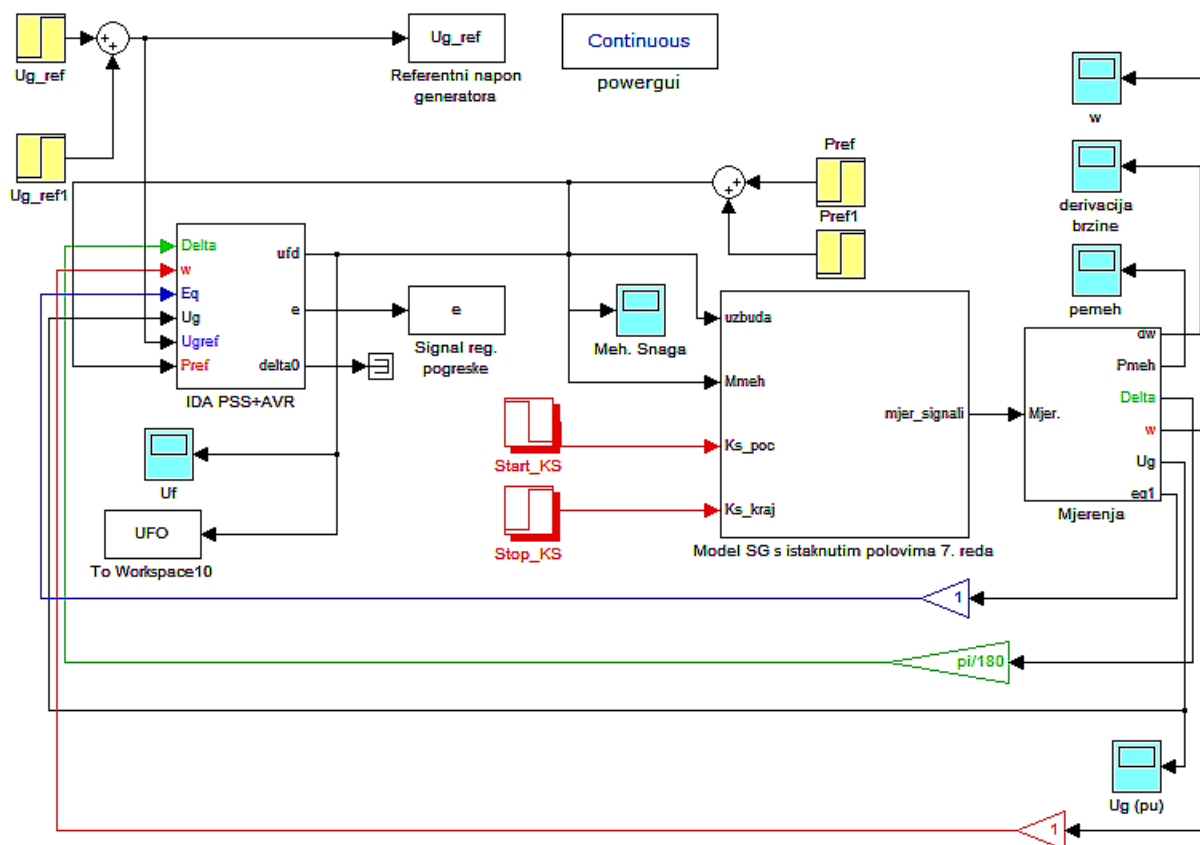 Ug_ref
Ug_ref
Referentni napon
generatora
Continuous
powergui
w
Ug_ref1
Pref
Pref1
derivacija
brzine
pemeh
Delta
w
Eq
Ug
Ugref
Pref
ufd
e
delta0
IDA PSS+AVR
e
Signal reg.
pogreske
Meh. Snaga
uzbuda
Mmeh
Ks_poc
Ks_kraj
mjer_signali
Model SG s istaknutim polovima 7. reda
Start_KS
Stop_KS
Mjer.
dw
Pmeh
Delta
w
Ug
eq1
Mjerenja
Uf
UFO
To Workspace10
1
pi/180
Ug (pu)
1